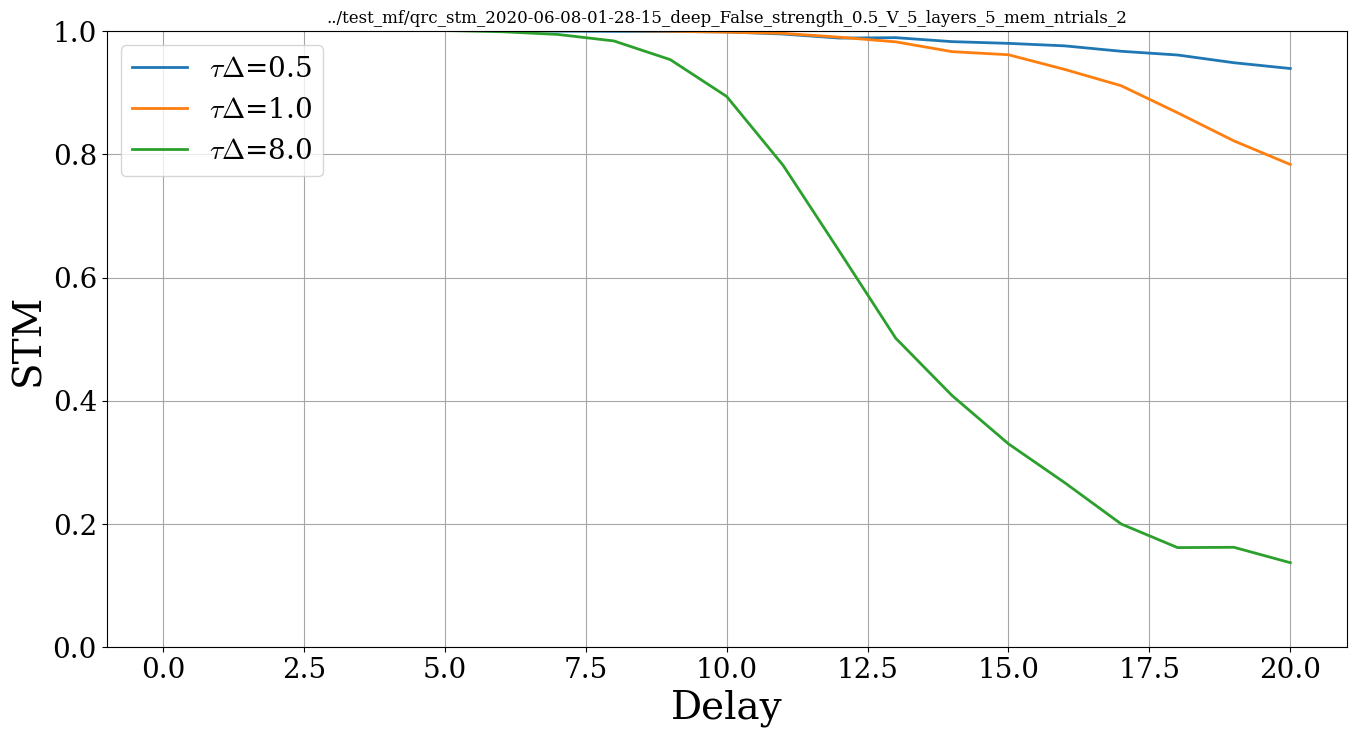 ../test_mf/qrc_stm_2020-06-08-01-28-15_deep_False_strength_0.5_V_5_layers_5_mem_ntrials_2
τΔ=0.5
τΔ=1.0
τΔ=8.0
1.0
0.8
0.6
0.4
0.2
0.0
STM
0.0 2.5 5.0 7.5 10.0 12.5 15.0 17.5 20.0
Delay